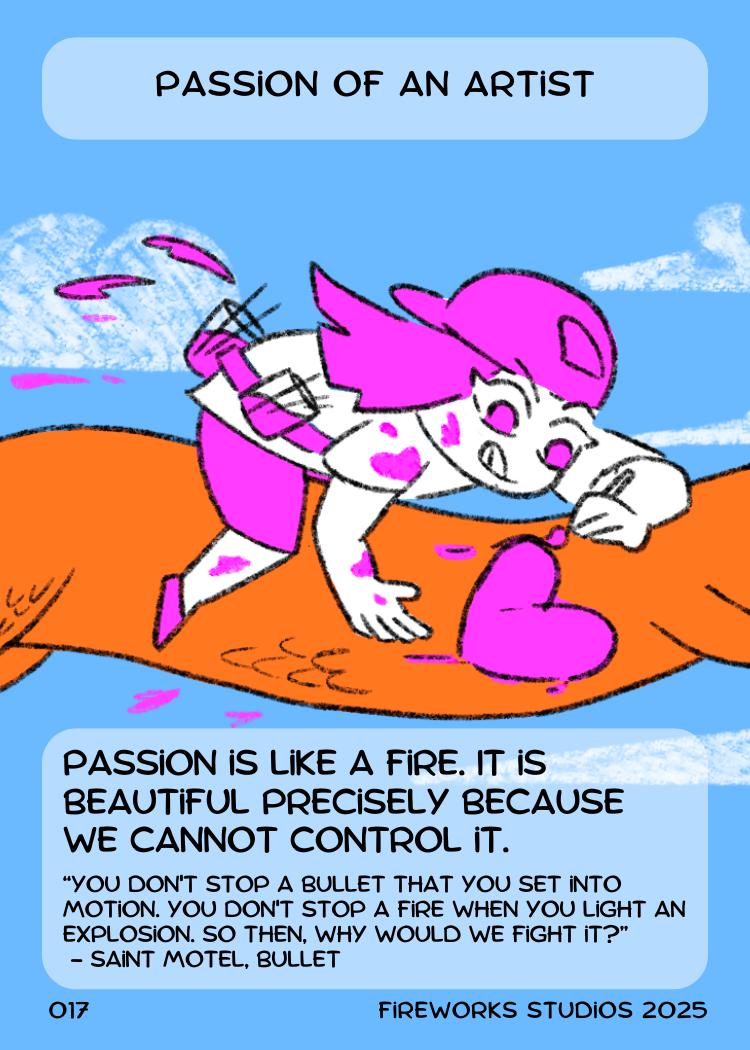 PASSION OF AN ARTIST
PASSION IS LIKE A FIRE. IT IS
BEAUTIFUL PRECISELY BECAUSE
WE CANNOT CONTROL IT.
“YOU DON'T STOP A BULLET THAT YOU SET INTO
MOTION. YOU DON'T STOP A FIRE WHEN YOU LIGHT AN
EXPLOSION. SO THEN, WHY WOULD WE FIGHT IT?”
– SAINT MOTEL, BULLET
017
FIREWORKS STUDIOS 2025